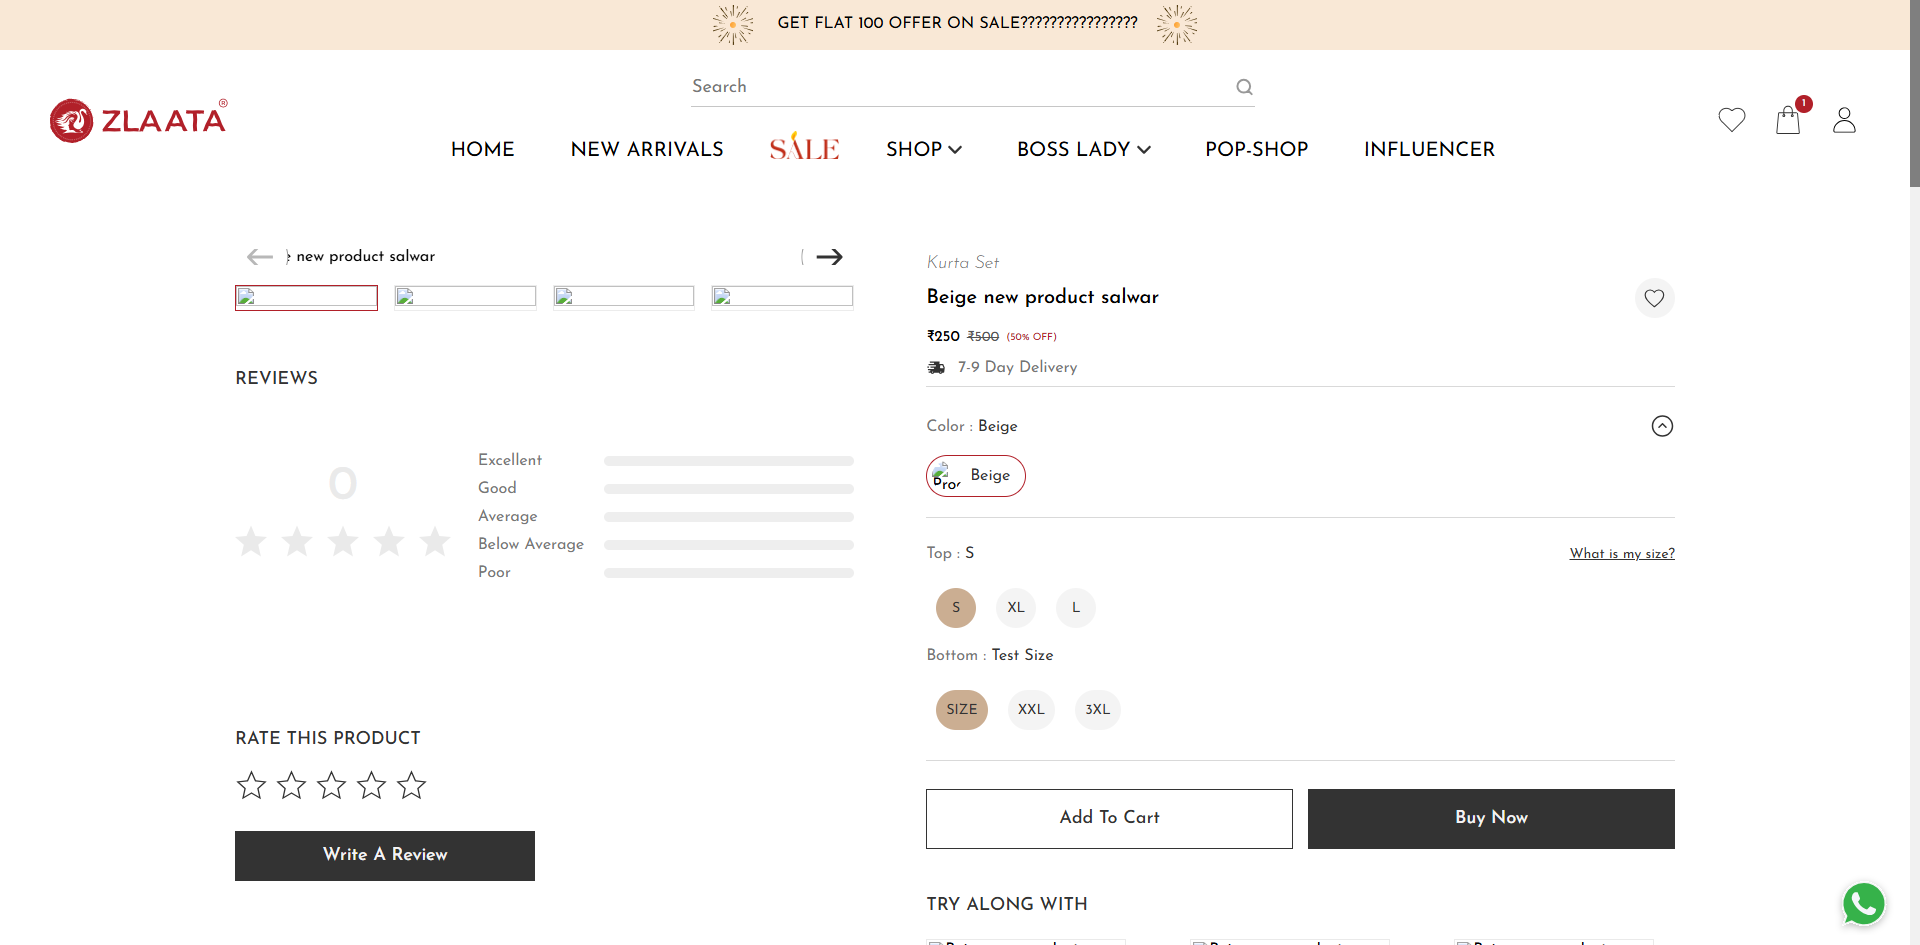 GET FLAT 100 OFFER ON SALE????????????????
Search
ZLAATA®
1
HOME
NEW ARRIVALS
SALE
SHOP
BOSS LADY
POP-SHOP
INFLUENCER
new product salwar
Kurta Set
Beige new product salwar
₹250 ₹500 (50% OFF)
7-9 Day Delivery
REVIEWS
Color : Beige
Beige
0
Excellent
Good
Average
Below Average
Poor
Top : S
What is my size?
S
XL
L
Bottom : Test Size
SIZE
XXL
3XL
RATE THIS PRODUCT
Add To Cart
Buy Now
Write A Review
TRY ALONG WITH